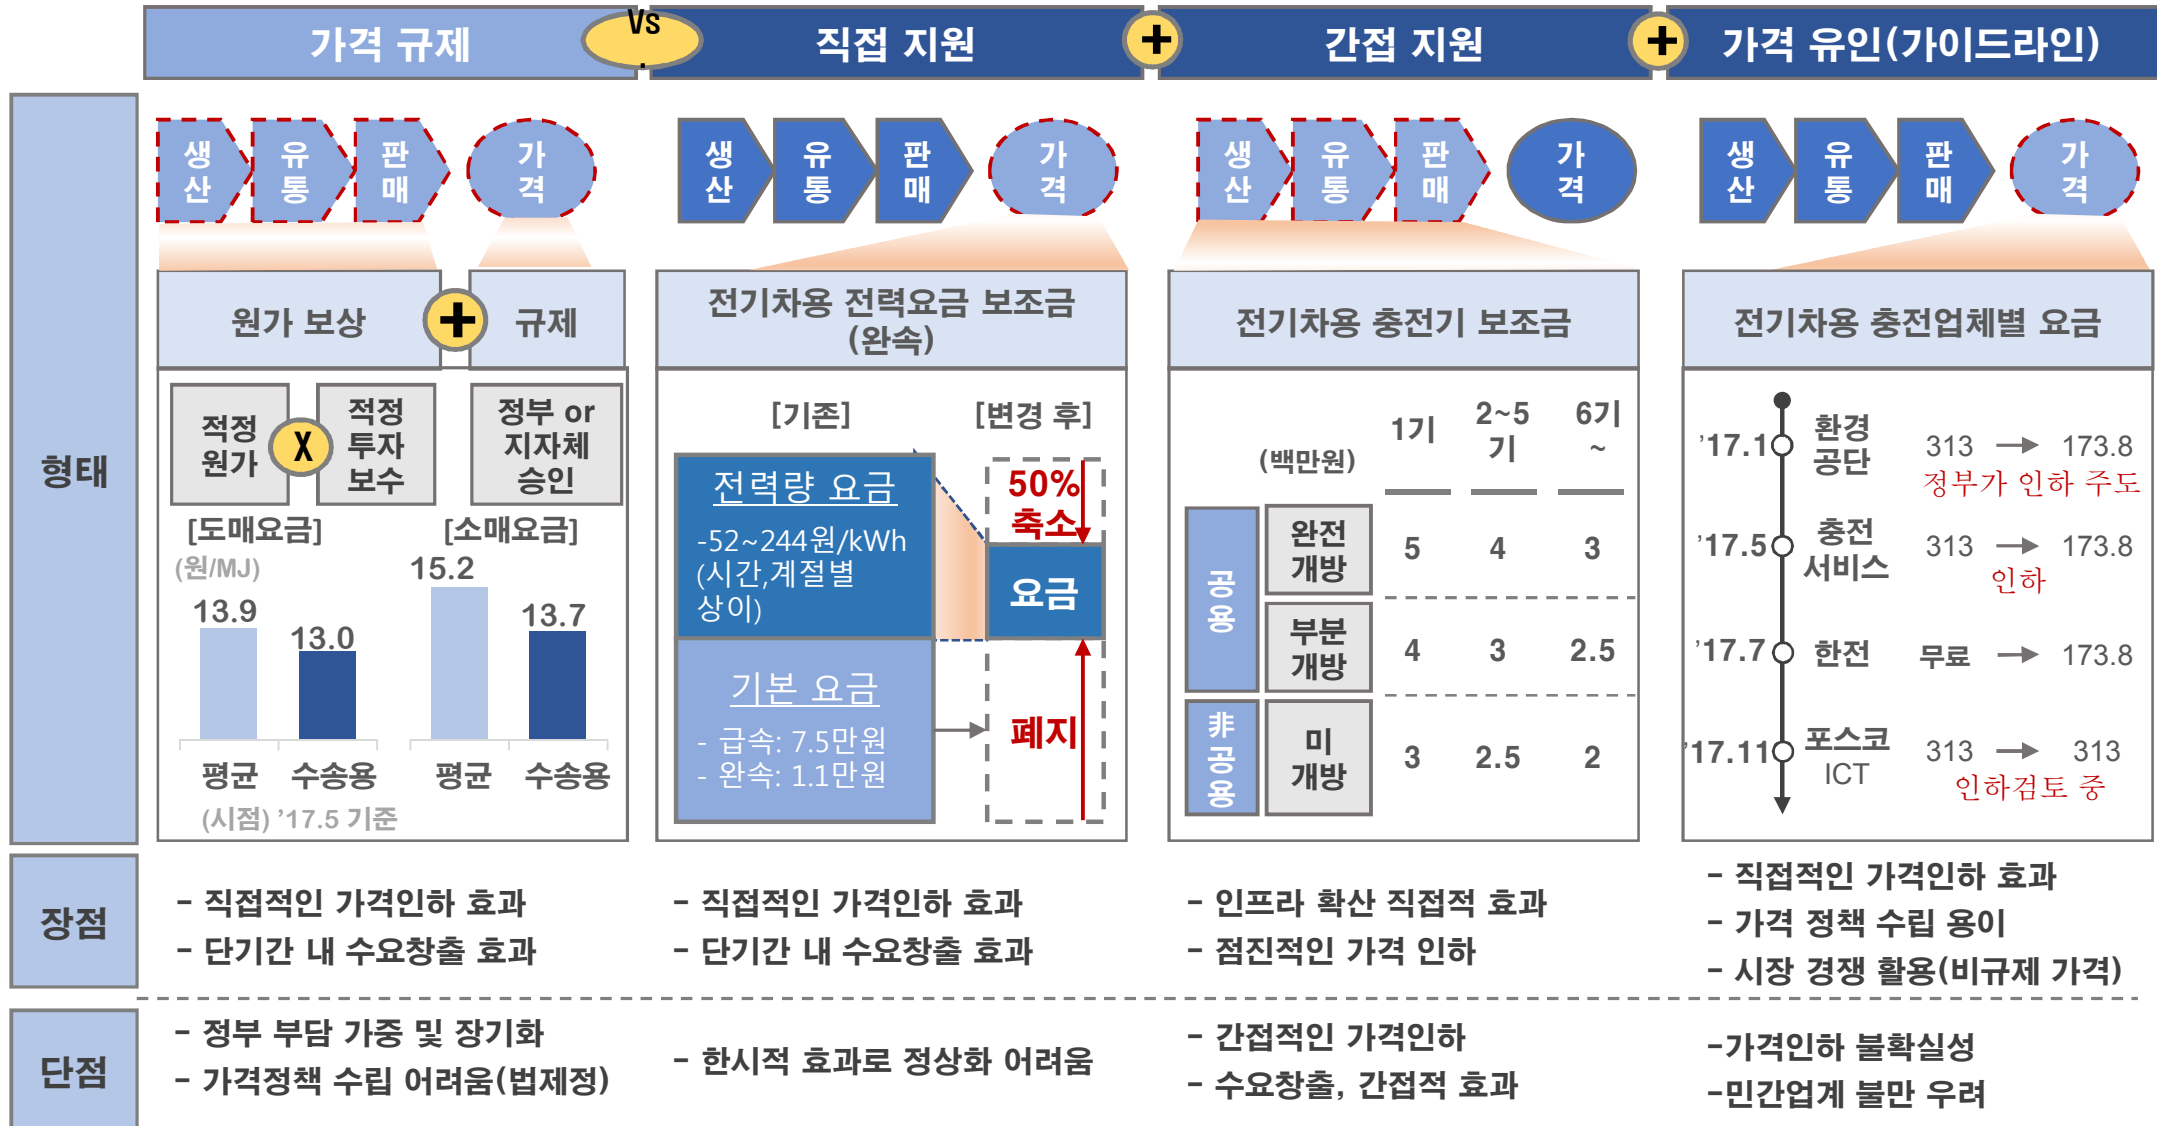 가격 규제
Vs
.
직접 지원
+
간접 지원
+
가격 유인(가이드라인)
형태
생
산
유
통
판
매
가
격
원가 보상
+
규제
적정
원가
X
적정
투자
보수
정부 or
지자체
승인
[도매요금]
[소매요금]
(원/MJ)
13.9
13.0
15.2
13.7
평균
수송용
평균
수송용
(시점) ’17.5 기준
생
산
유
통
판
매
가
격
전기차용 전력요금 보조금
(완속)
[기존]
[변경 후]
전력량 요금
-52~244원/kWh
(시간,계절별
상이)
기본 요금
- 급속: 7.5만원
- 완속: 1.1만원
50%
축소
요금
폐지
생
산
유
통
판
매
가
격
전기차용 충전기 보조금
(백만원)
1기
2~5
기
6기
~
공
용
완전
개방
5 4 3
부분
개방
4 3 2.5
非
공
용
미
개방
3 2.5 2
생
산
유
통
판
매
가
격
전기차용 충전업체별 요금
’17.1
환경
공단
313 → 173.8
정부가 인하 주도
’17.5
충전
서비스
313 → 173.8
인하
’17.7
한전
무료 → 173.8
’17.11
포스코
ICT
313 → 313
인하검토 중
장점
- 직접적인 가격인하 효과
- 단기간 내 수요창출 효과
- 직접적인 가격인하 효과
- 단기간 내 수요창출 효과
- 인프라 확산 직접적 효과
- 점진적인 가격 인하
- 직접적인 가격인하 효과
- 가격 정책 수립 용이
- 시장 경쟁 활용(비규제 가격)
단점
- 정부 부담 가중 및 장기화
- 가격정책 수립 어려움(법제정)
- 한시적 효과로 정상화 어려움
- 간접적인 가격인하
- 수요창출, 간접적 효과
-가격인하 불확실성
-민간업계 불만 우려